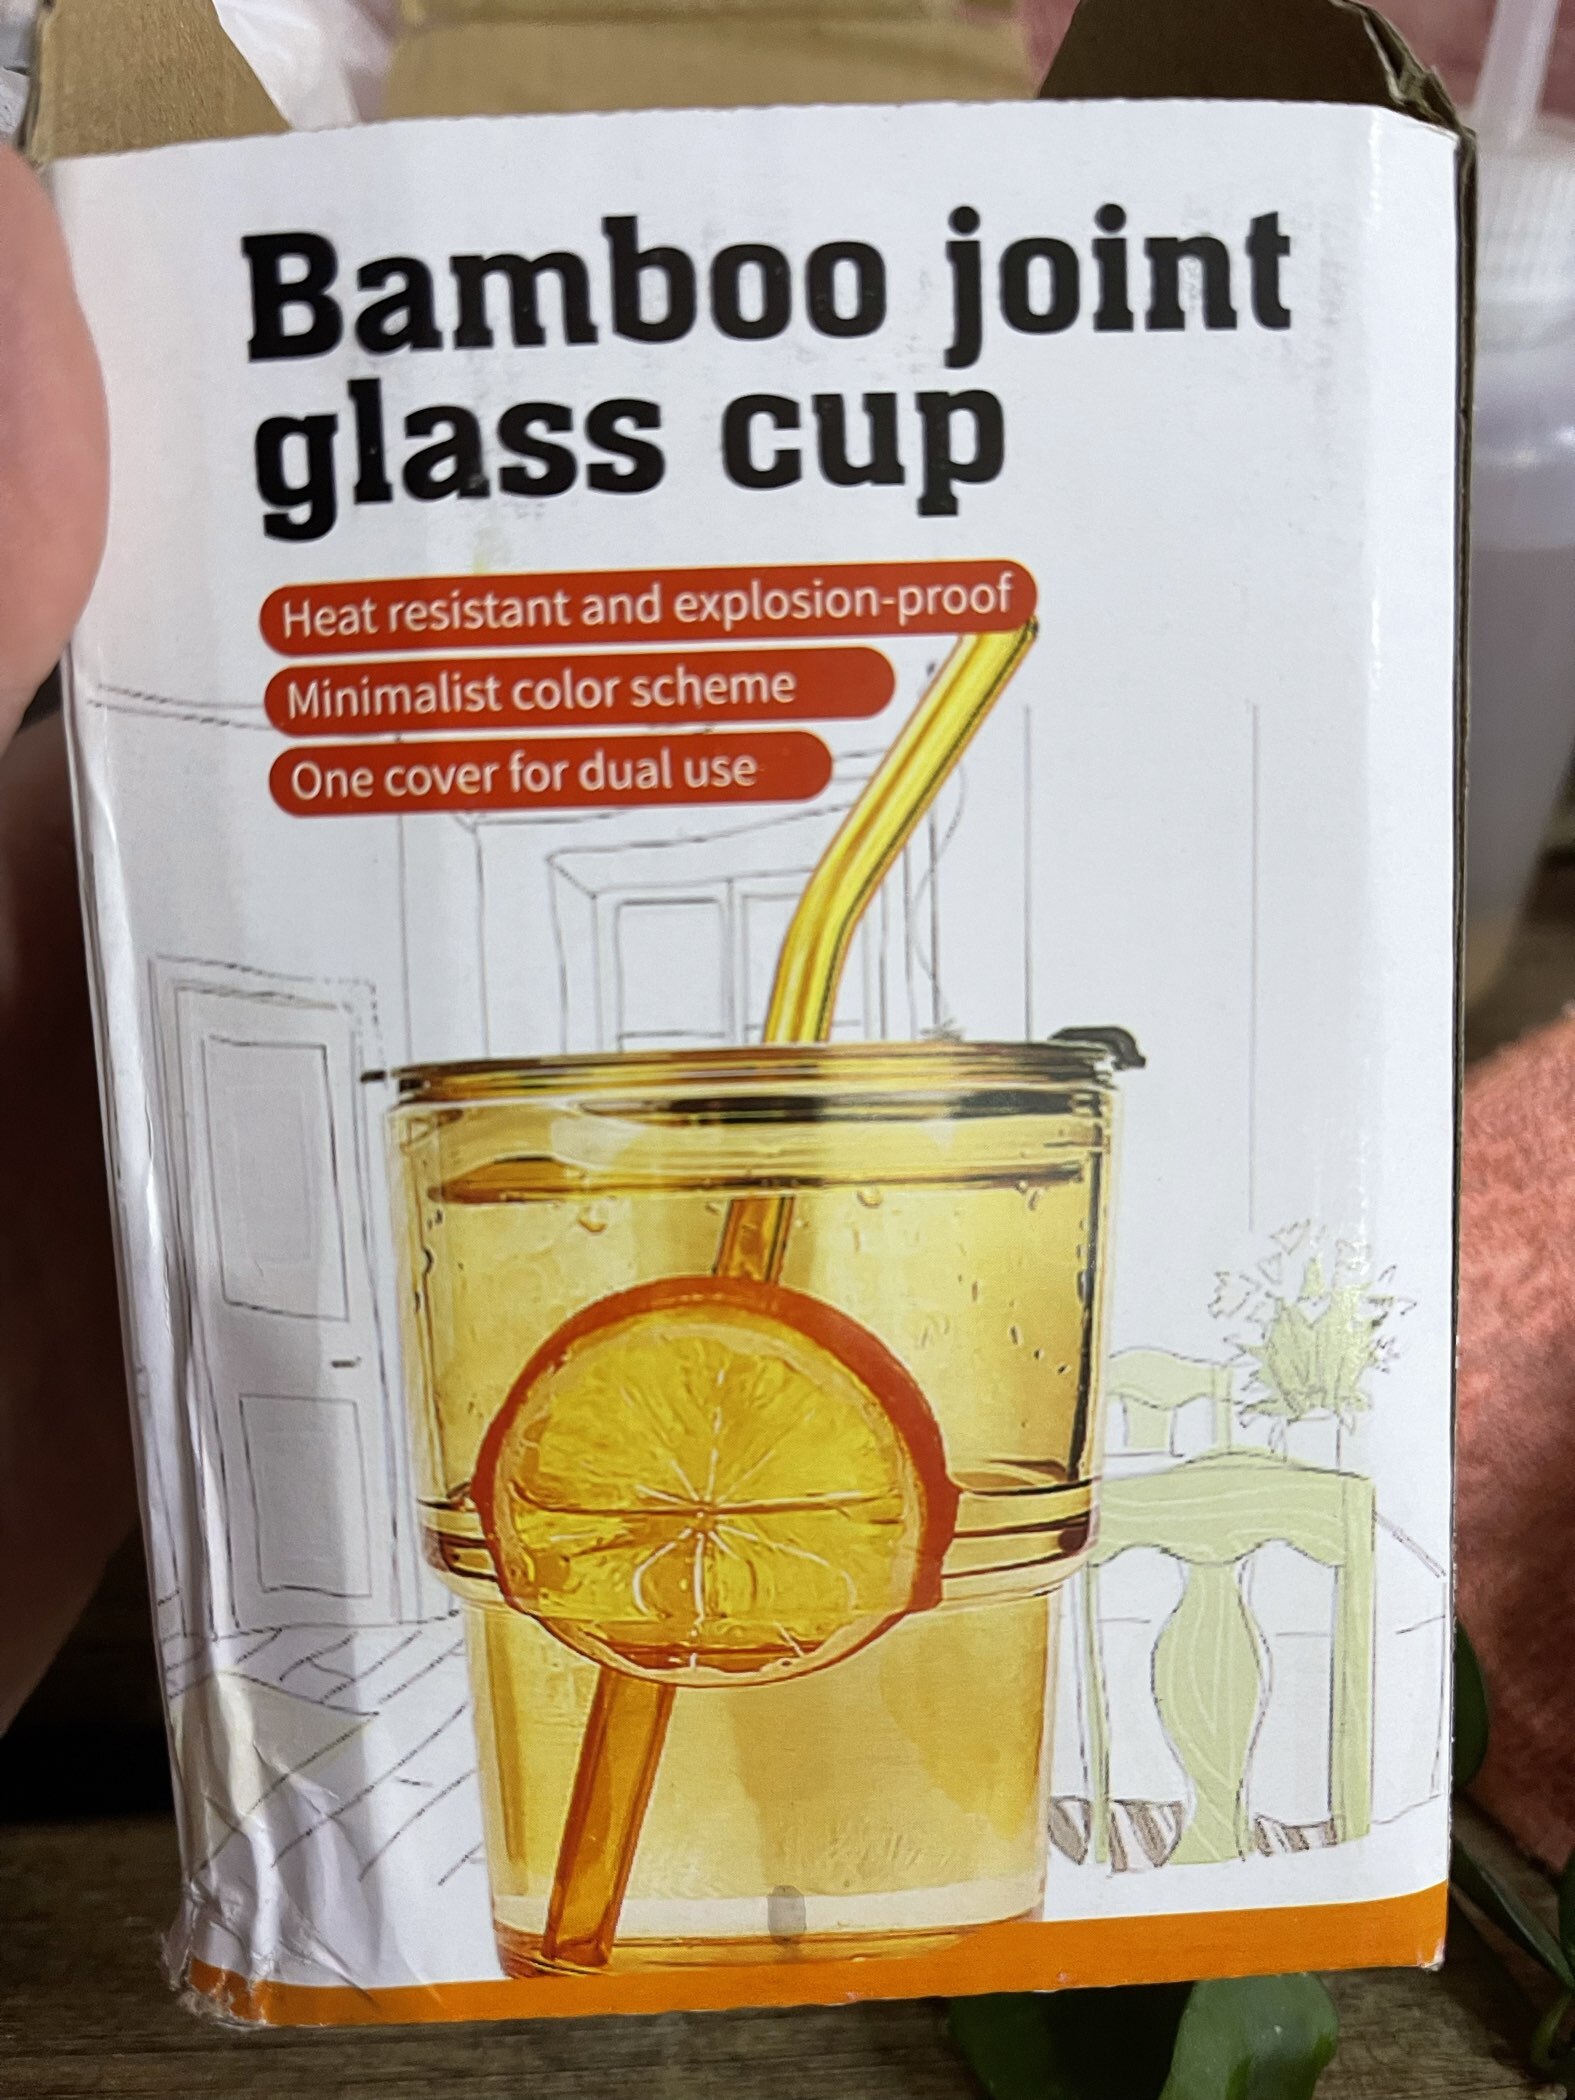 Bamboo joint
glass cup
Heat resistant and explosion-proof
Minimalist color scheme
One cover for dual use